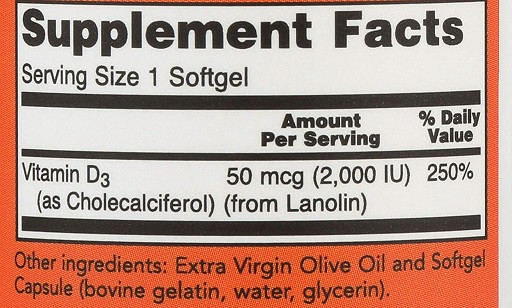 Supplement Facts
Serving Size 1 Softgel
Amount Per Serving % Daily Value
Vitamin D3 50 mcg (2,000 IU) 250%
(as Cholecalciferol) (from Lanolin)
Other ingredients: Extra Virgin Olive Oil and Softgel
Capsule (bovine gelatin, water, glycerin).